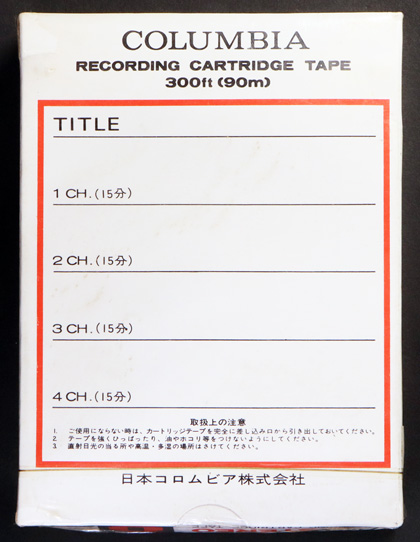 COLUMBIA
RECORDING CARTRIDGE TAPE
300ft (90m)
TITLE
1 CH. (15分)
2 CH. (15分)
3 CH. (15分)
4 CH. (15分)
取扱上の注意
1. ご使用にならない時は、カートリッジテープを完全に差し込み口から引き出しておいてください。
2. テープを強くひっぱったり、油やホコリ等をつけないようにしてください。
3. 直射日光の当る所や高温・多湿の場所はさけてください。
日本コロムビア株式会社